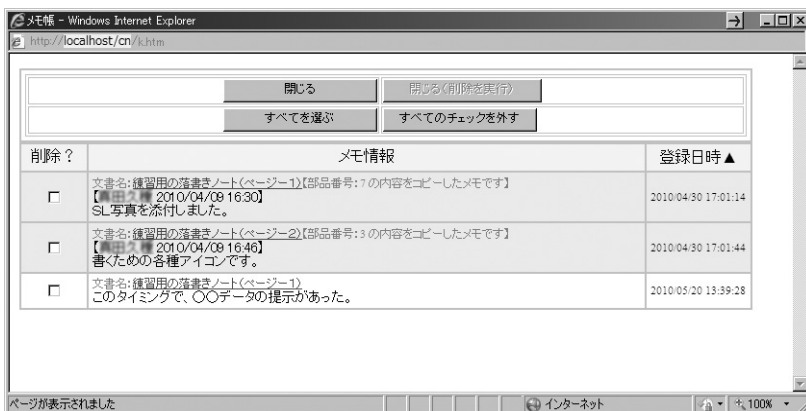 メモ帳 - Windows Internet Explorer
http://localhost/cn/k.htm
閉じる
閉じる(削除を実行)
すべてを選ぶ
すべてのチェックを外す
削除?
メモ情報
登録日時▲
文書名:練習用の落書きノート(ページー1)【部品番号:7の内容をコピーしたメモです】
【 2010/04/09 16:30】
SL写真を添付しました。
2010/04/30 17:01:14
文書名:練習用の落書きノート(ページー2)【部品番号:3の内容をコピーしたメモです】
【 2010/04/09 16:46】
書くための各種アイコンです。
2010/04/30 17:01:44
文書名:練習用の落書きノート(ページー1)
このタイミングで、〇〇データの提示があった。
2010/05/20 13:39:28
ページが表示されました
インターネット
100%